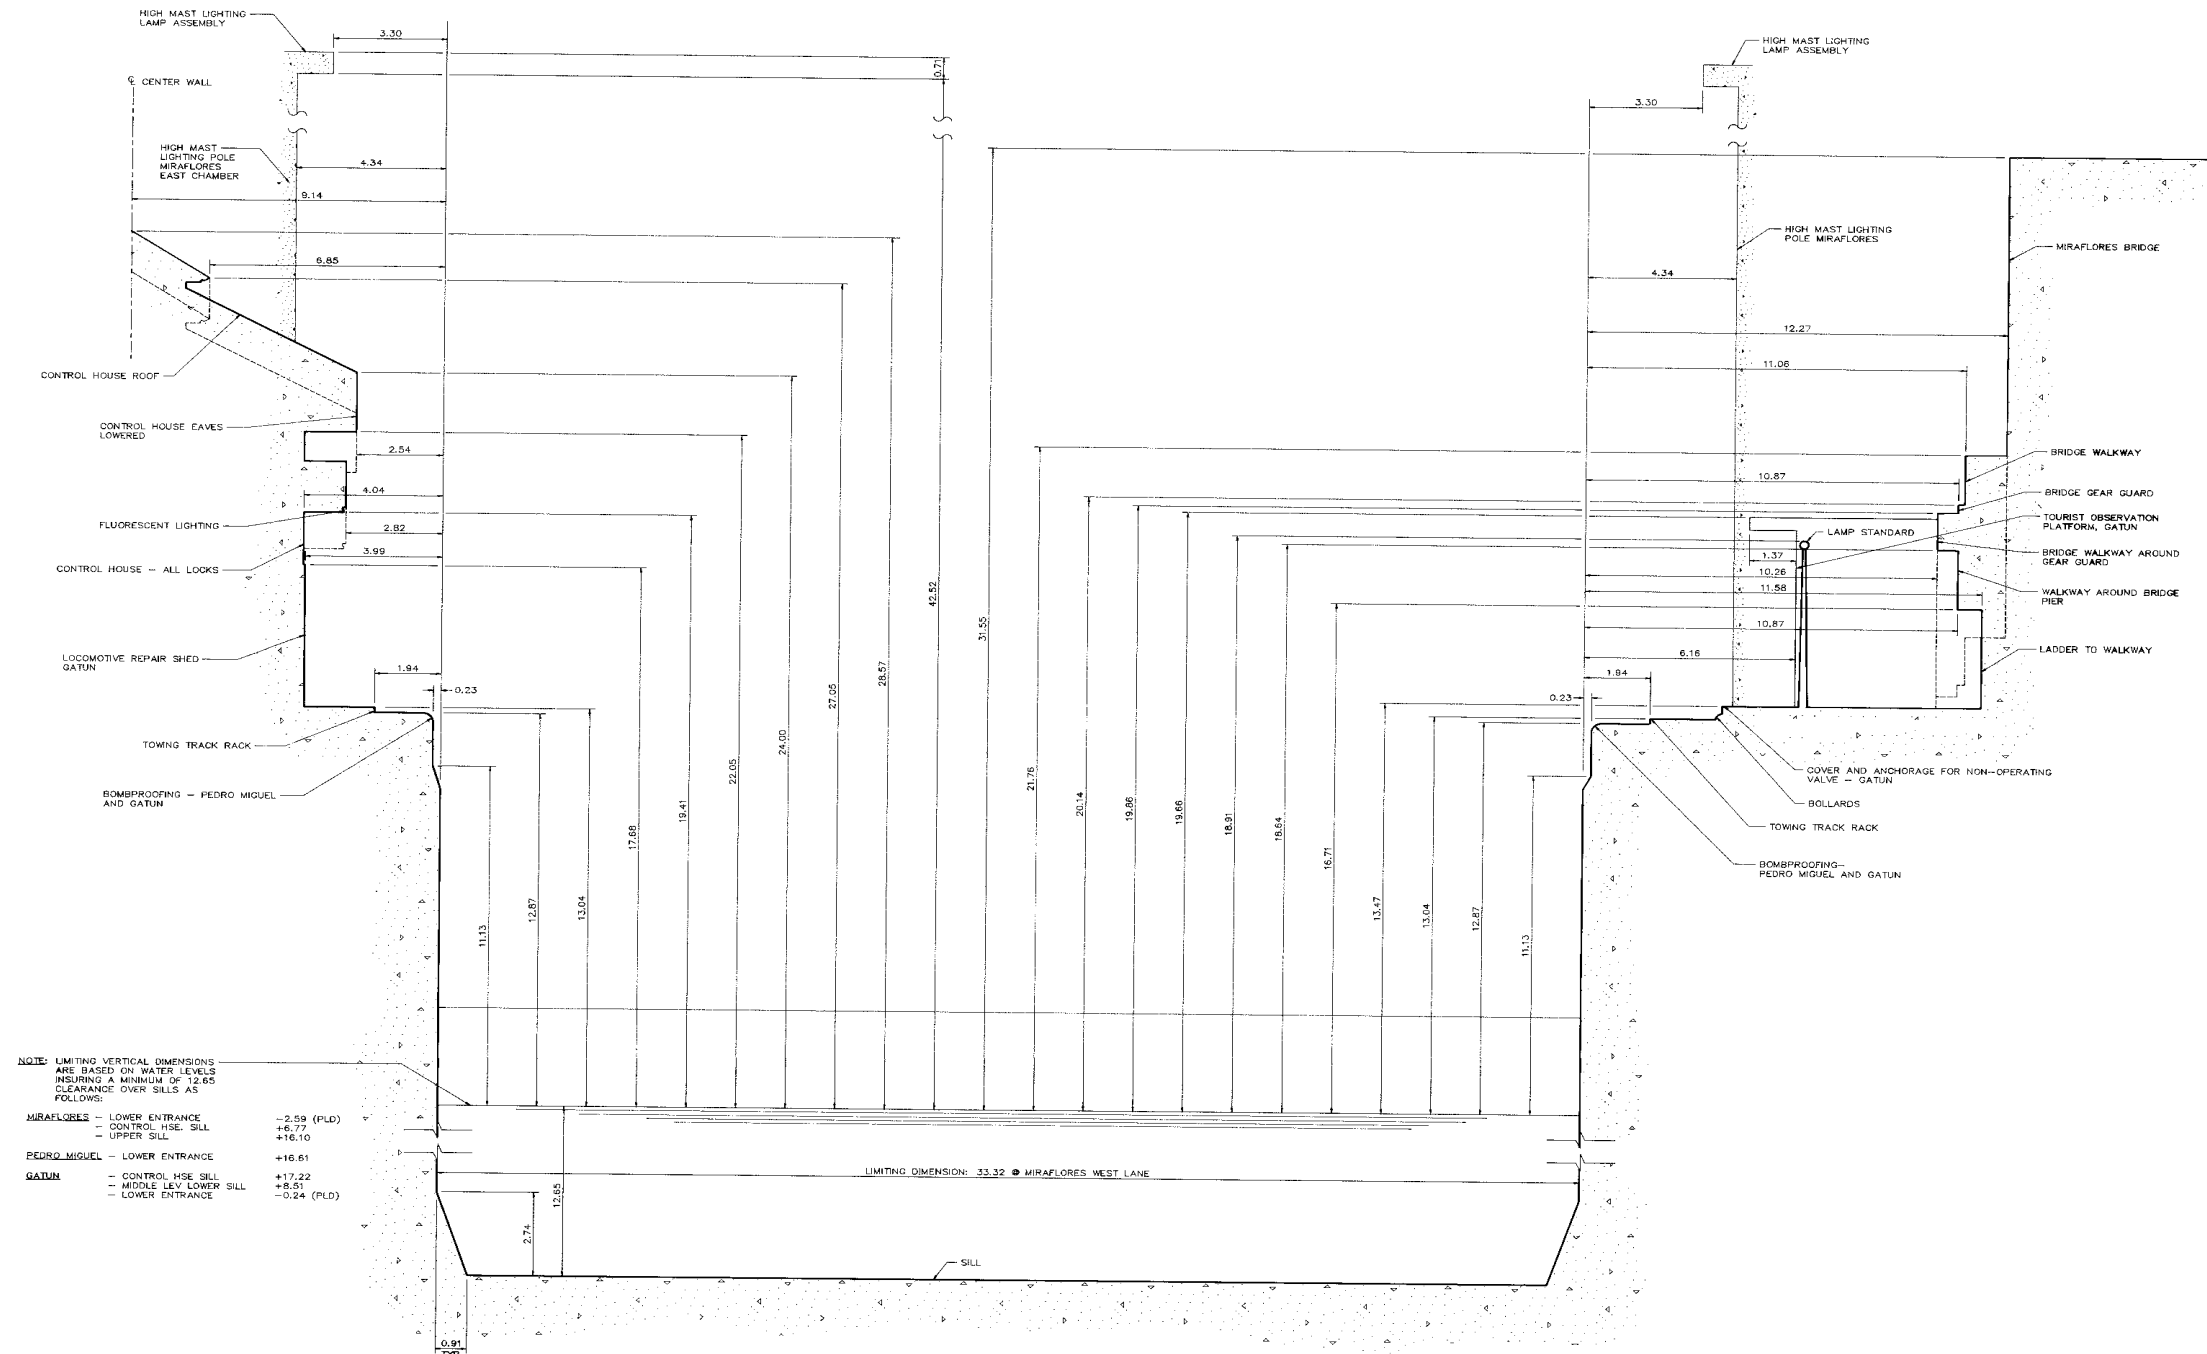 HIGH MAST LIGHTING
LAMP ASSEMBLY
3.30
0.71
℄ CENTER WALL
HIGH MAST
LIGHTING POLE
MIRAFLORES
EAST CHAMBER
4.34
9.14
6.85
CONTROL HOUSE ROOF
CONTROL HOUSE EAVES
LOWERED
2.54
4.04
FLUORESCENT LIGHTING
2.82
3.99
CONTROL HOUSE - ALL LOCKS
LOCOMOTIVE REPAIR SHED
GATUN
1.94
0.23
TOWING TRACK RACK
BOMBPROOFING - PEDRO MIGUEL
AND GATUN
11.13
12.87
13.04
17.68
19.41
22.05
24.00
27.05
28.57
42.52
31.55
21.76
20.14
19.86
19.66
18.91
18.64
16.71
13.47
13.04
12.87
11.13
HIGH MAST LIGHTING
LAMP ASSEMBLY
3.30
HIGH MAST LIGHTING
POLE MIRAFLORES
MIRAFLORES BRIDGE
4.34
12.27
11.06
BRIDGE WALKWAY
10.87
BRIDGE GEAR GUARD
TOURIST OBSERVATION
PLATFORM, GATUN
LAMP STANDARD
1.37
BRIDGE WALKWAY AROUND
GEAR GUARD
10.26
11.58
WALKWAY AROUND BRIDGE
PIER
10.87
6.16
LADDER TO WALKWAY
1.94
0.23
COVER AND ANCHORAGE FOR NON-OPERATING
VALVE - GATUN
BOLLARDS
TOWING TRACK RACK
BOMBPROOFING-
PEDRO MIGUEL AND GATUN
NOTE: LIMITING VERTICAL DIMENSIONS
ARE BASED ON WATER LEVELS
INSURING A MINIMUM OF 12.65
CLEARANCE OVER SILLS AS
FOLLOWS:
MIRAFLORES - LOWER ENTRANCE -2.59 (PLD)
- CONTROL HSE. SILL +6.77
- UPPER SILL +16.10
PEDRO MIGUEL - LOWER ENTRANCE +16.61
GATUN - CONTROL HSE SILL +17.22
- MIDDLE LEV LOWER SILL +8.51
- LOWER ENTRANCE -0.24 (PLD)
LIMITING DIMENSION: 33.32 @ MIRAFLORES WEST LANE
12.65
2.74
SILL
0.91